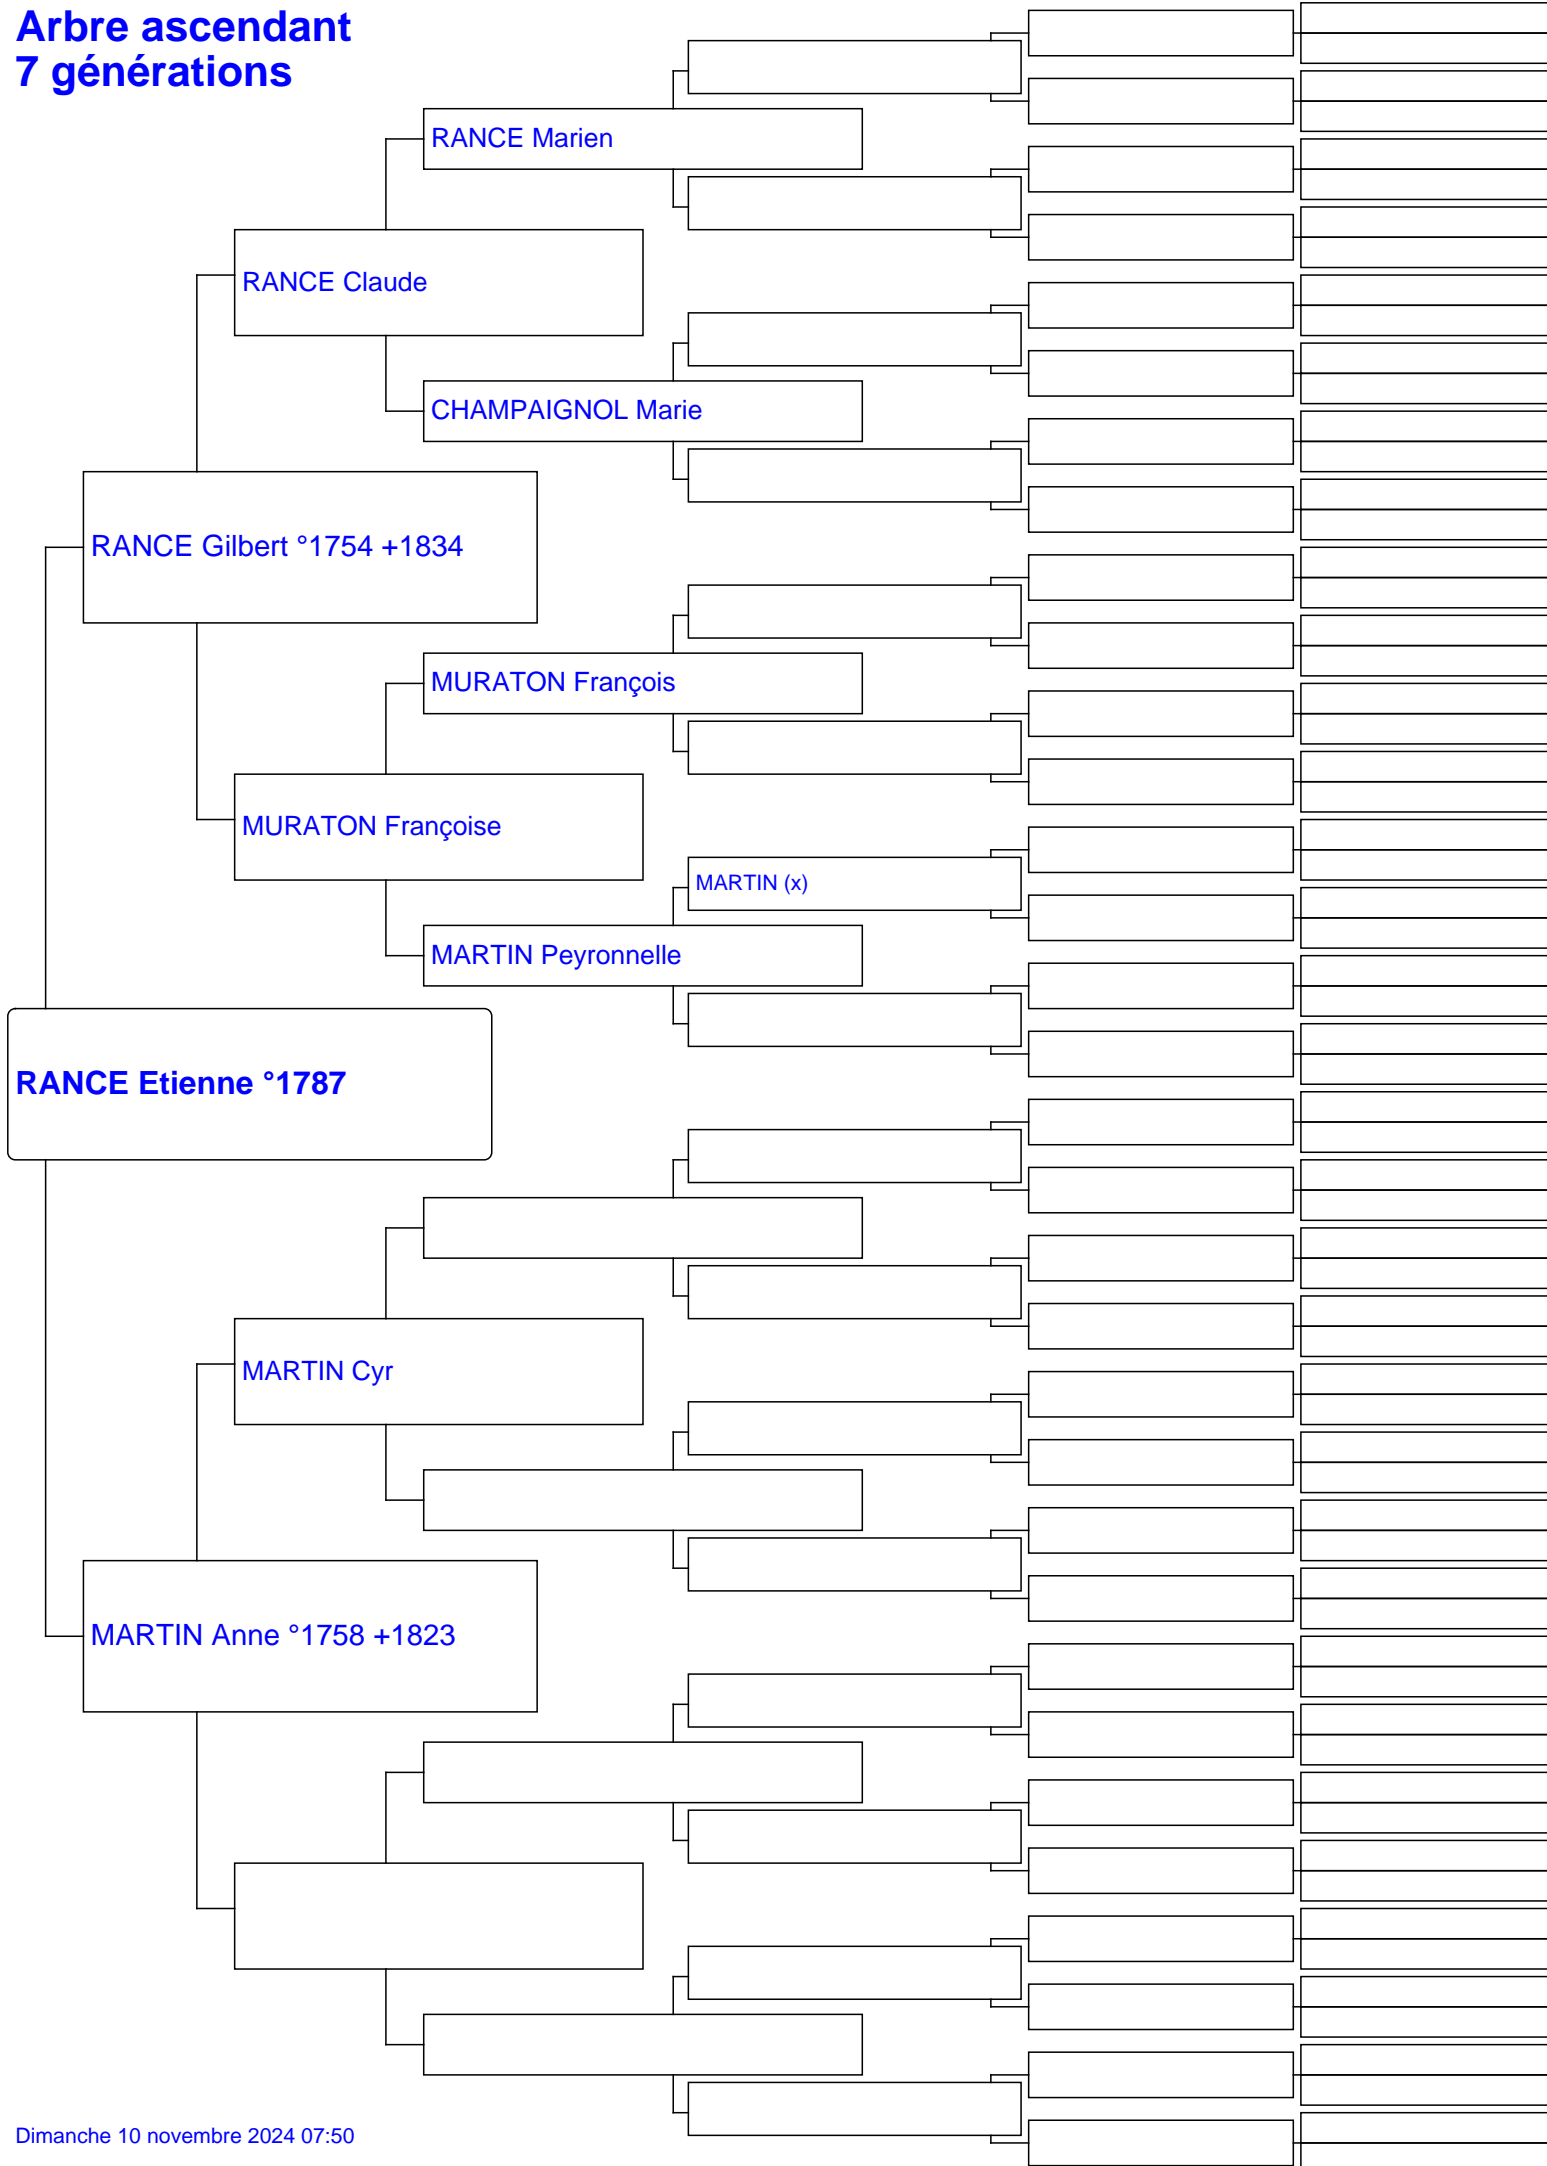 Arbre ascendant
7 générations
RANCE Marien
RANCE Claude
CHAMPAIGNOL Marie
RANCE Gilbert °1754 +1834
MURATON François
MURATON Françoise
MARTIN (x)
MARTIN Peyronnelle
RANCE Etienne °1787
MARTIN Cyr
MARTIN Anne °1758 +1823
Dimanche 10 novembre 2024 07:50